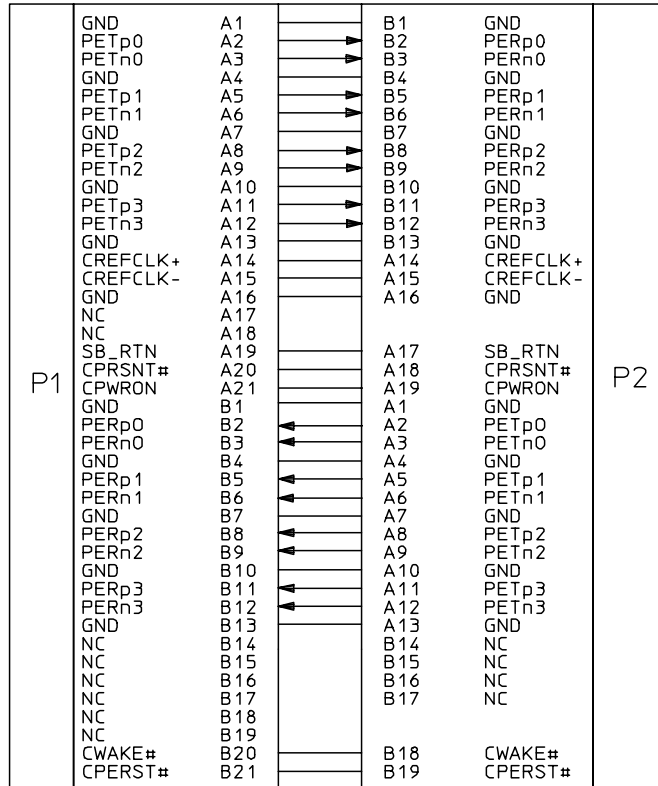 GND A1 B1 GND
PETp0 A2 B2 PERp0
PETn0 A3 B3 PERn0
GND A4 B4 GND
PETp1 A5 B5 PERp1
PETn1 A6 B6 PERn1
GND A7 B7 GND
PETp2 A8 B8 PERp2
PETn2 A9 B9 PERn2
GND A10 B10 GND
PETp3 A11 B11 PERp3
PETn3 A12 B12 PERn3
GND A13 B13 GND
CREFCLK+ A14 A14 CREFCLK+
CREFCLK- A15 A15 CREFCLK-
GND A16 A16 GND
NC A17
NC A18
SB_RTN A19 A17 SB_RTN
CPRSNT# A20 A18 CPRSNT#
P1 CPWRON A21 A19 CPWRON P2
GND B1 A1 GND
PERp0 B2 A2 PETp0
PERn0 B3 A3 PETn0
GND B4 A4 GND
PERp1 B5 A5 PETp1
PERn1 B6 A6 PETn1
GND B7 A7 GND
PERp2 B8 A8 PETp2
PERn2 B9 A9 PETn2
GND B10 A10 GND
PERp3 B11 A11 PETp3
PERn3 B12 A12 PETn3
GND B13 A13 GND
NC B14 B14 NC
NC B15 B15 NC
NC B16 B16 NC
NC B17 B17 NC
NC B18
NC B19
CWAKE# B20 B18 CWAKE#
CPERST# B21 B19 CPERST#